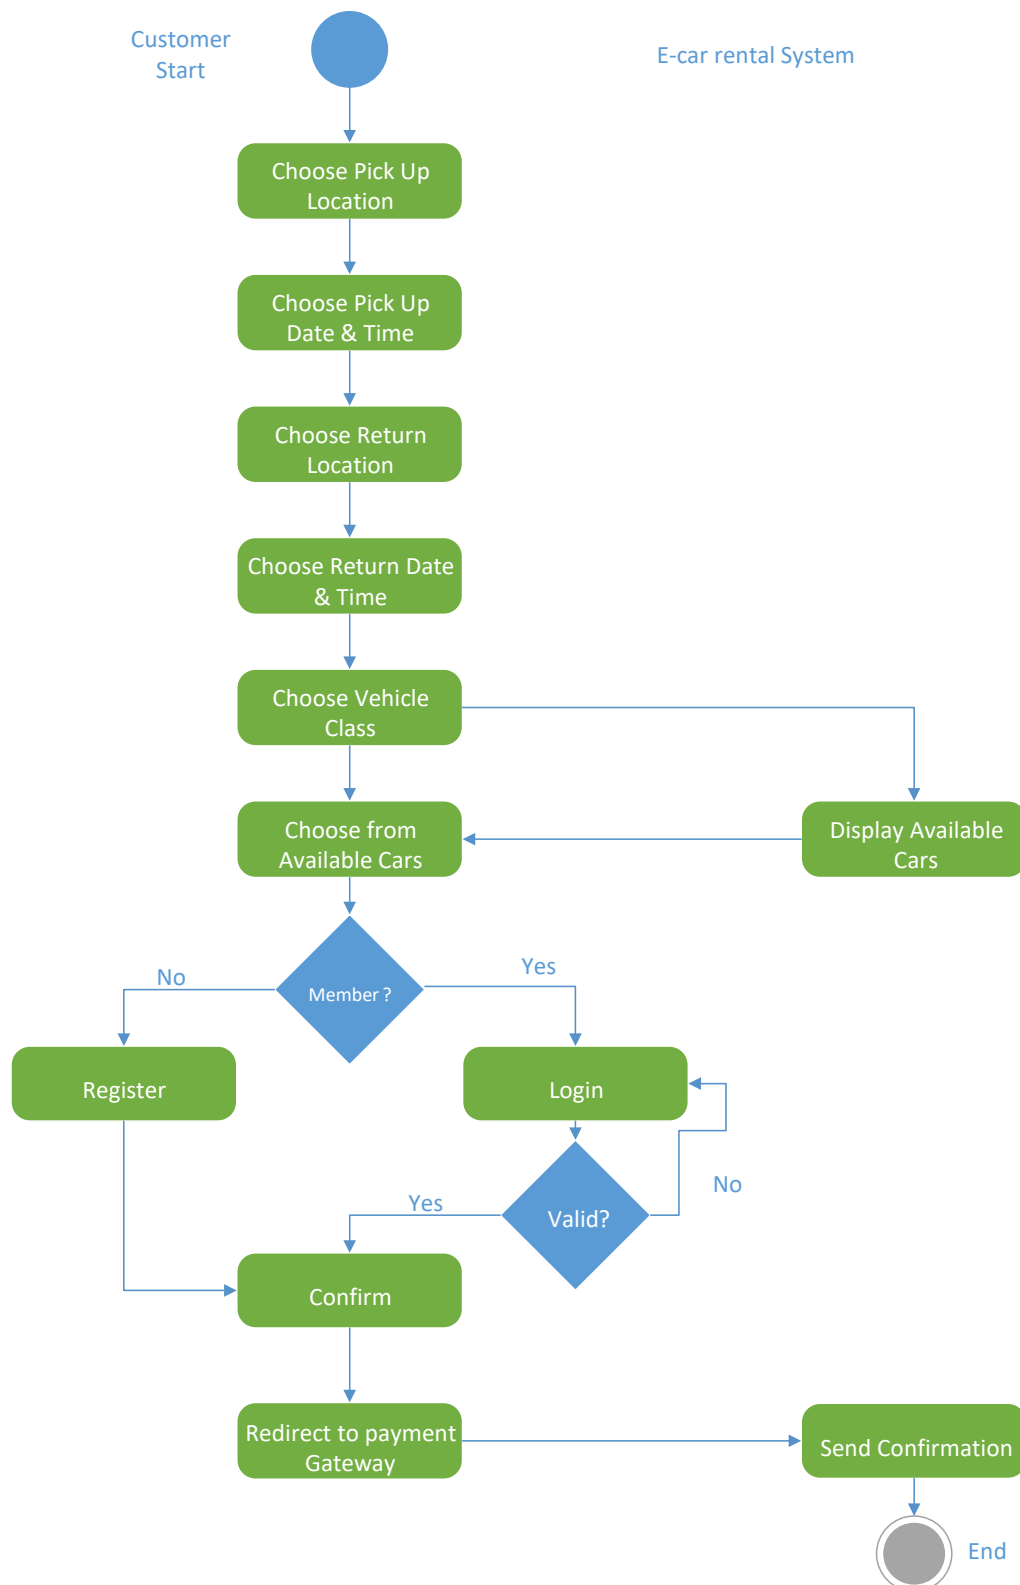 Customer
Start
E-car rental System
Choose Pick Up
Location
Choose Pick Up
Date & Time
Choose Return
Location
Choose Return Date
& Time
Choose Vehicle
Class
Choose from
Available Cars
Display Available
Cars
No
Yes
Member ?
Register
Login
No
Yes
Valid?
Confirm
Redirect to payment
Gateway
Send Confirmation
End